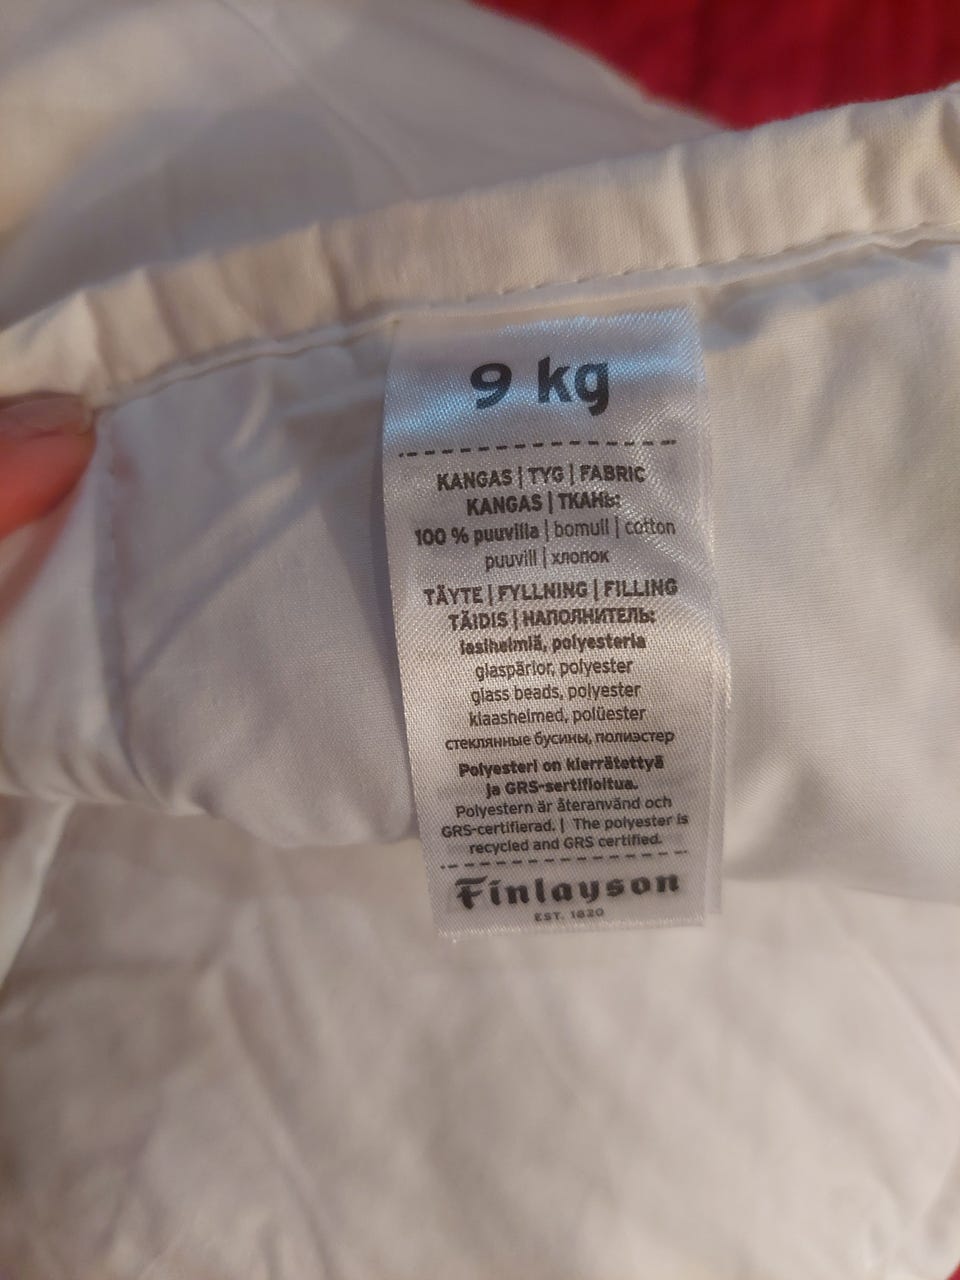 9 kg
KANGAS | TYG | FABRIC
KANGAS | ТКАНЬ:
100 % puuvilla | bomull | cotton
puuvill | хлопок
TÄYTE | FYLLNING | FILLING
TÄIDIS | НАПОЛНИТЕЛЬ:
lasihelmiä, polyesteria
glaspärlor, polyester
glass beads, polyester
klaashelmed, polüester
стеклянные бусины, полиэстер
Polyesteri on kierrätettyä
ja GRS-sertifioitua.
Polyestern är återanvänd och
GRS-certifierad. | The polyester is
recycled and GRS certified.
Finlayson
EST. 1820